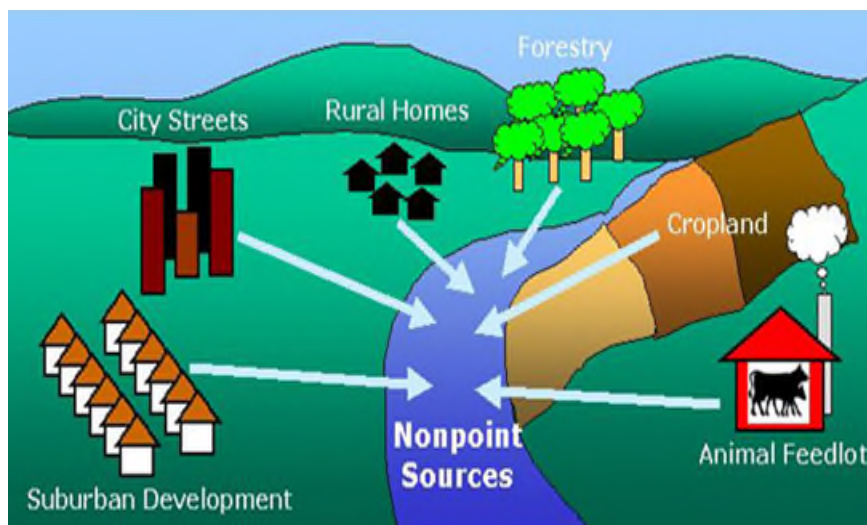 Forestry
City Streets
Rural Homes
Cropland
Nonpoint
Sources
Animal Feedlot
Suburban Development